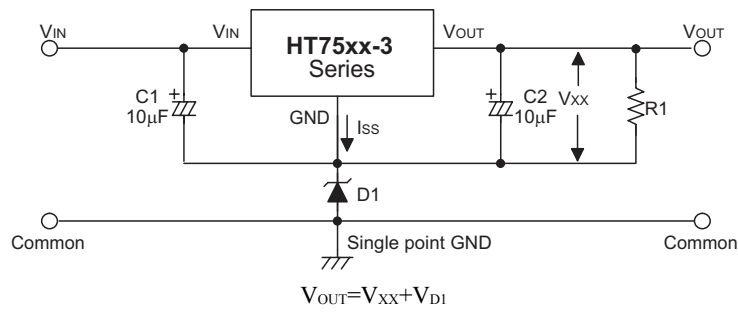 VIN VIN HT75xx-3 VOUT VOUT
Series
C1
10μF
GND ISS
C2
10μF
VXX
R1
D1
Common Single point GND Common
VOUT=VXX+VD1